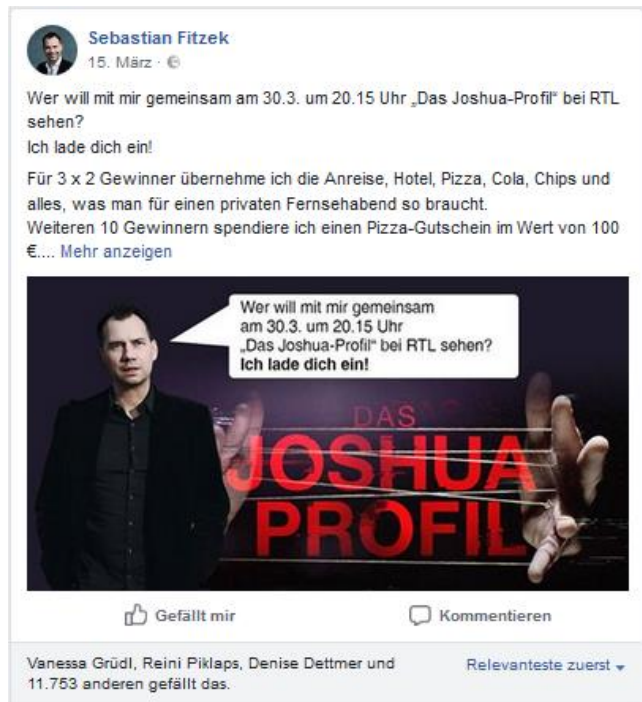 Sebastian Fitzek
15. März ·
Wer will mit mir gemeinsam am 30.3. um 20.15 Uhr „Das Joshua-Profil“ bei RTL
sehen?
Ich lade dich ein!
Für 3 x 2 Gewinner übernehme ich die Anreise, Hotel, Pizza, Cola, Chips und
alles, was man für einen privaten Fernsehabend so braucht.
Weiteren 10 Gewinnern spendiere ich einen Pizza-Gutschein im Wert von 100
€.... Mehr anzeigen
Wer will mit mir gemeinsam
am 30.3. um 20.15 Uhr
„Das Joshua-Profil“ bei RTL sehen?
Ich lade dich ein!
DAS
JOSHUA
PROFIL
Gefällt mir
Kommentieren
Vanessa Grüdl, Reini Piklaps, Denise Dettmer und
11.753 anderen gefällt das.
Relevanteste zuerst